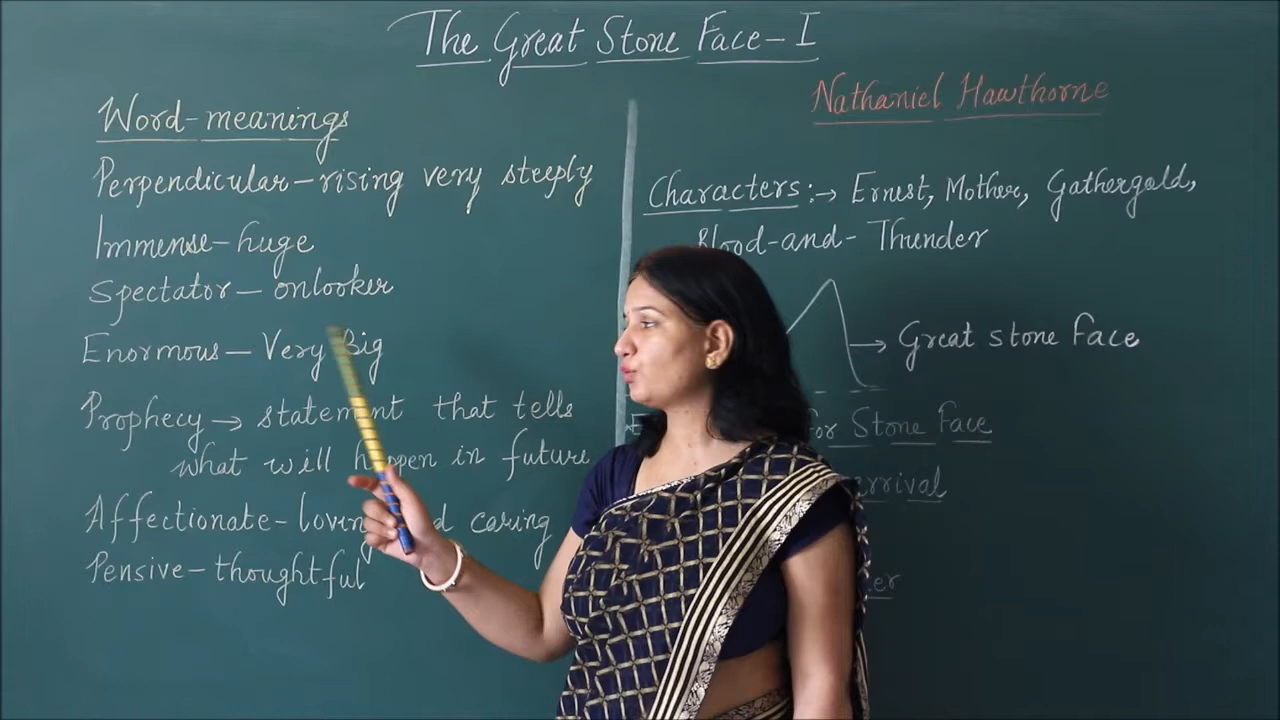 The Great Stone Face-I
Nathaniel Hawthorne
Word-meanings
Perpendicular-rising very steeply
Immense-huge
Spectator-onlooker
Enormous-Very Big
Prophecy → statement that tells
what will happen in future
Affectionate-loving caring
Pensive-thoughtful
Characters:→ Ernest, Mother, Gathergold,
Blood-and-Thunder
→ Great stone face
for Stone Face